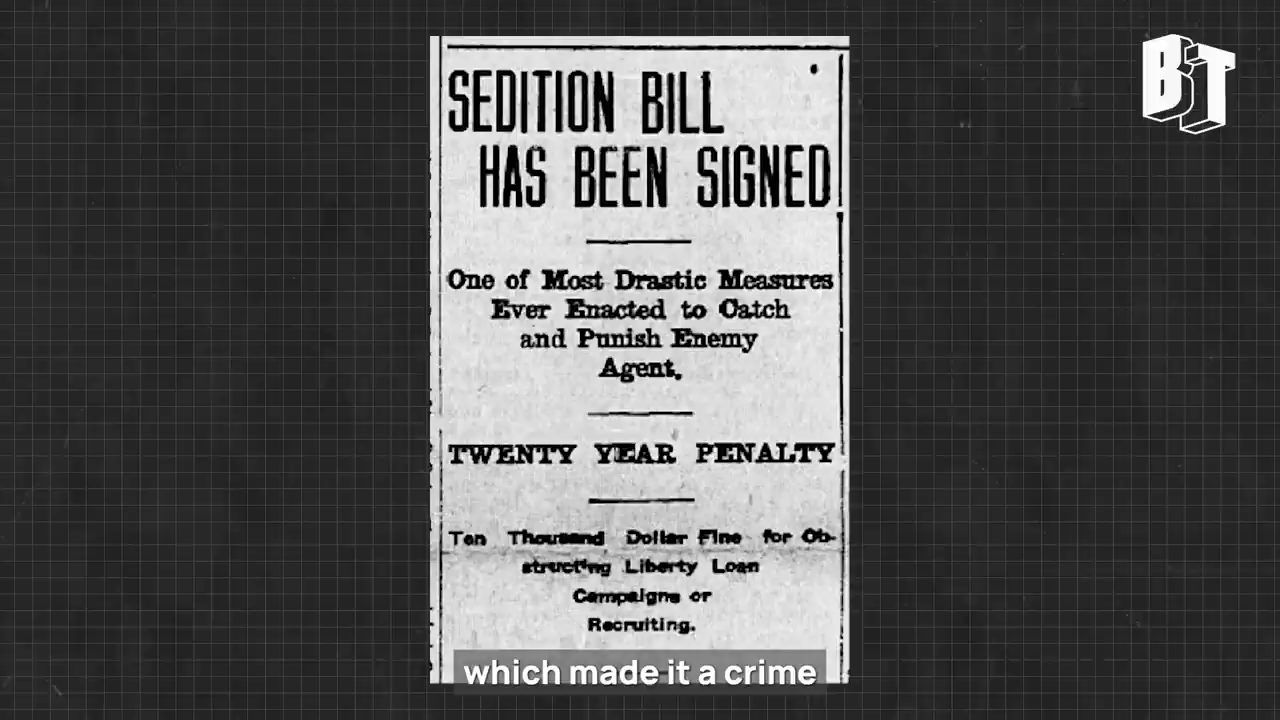 BT
SEDITION BILL
HAS BEEN SIGNED
One of Most Drastic Measures
Ever Enacted to Catch
and Punish Enemy
Agent.
TWENTY YEAR PENALTY
Ten Thousand Dollar Fine for Ob-
structing Liberty Loan
Campaigns or
Recruiting.
which made it a crime